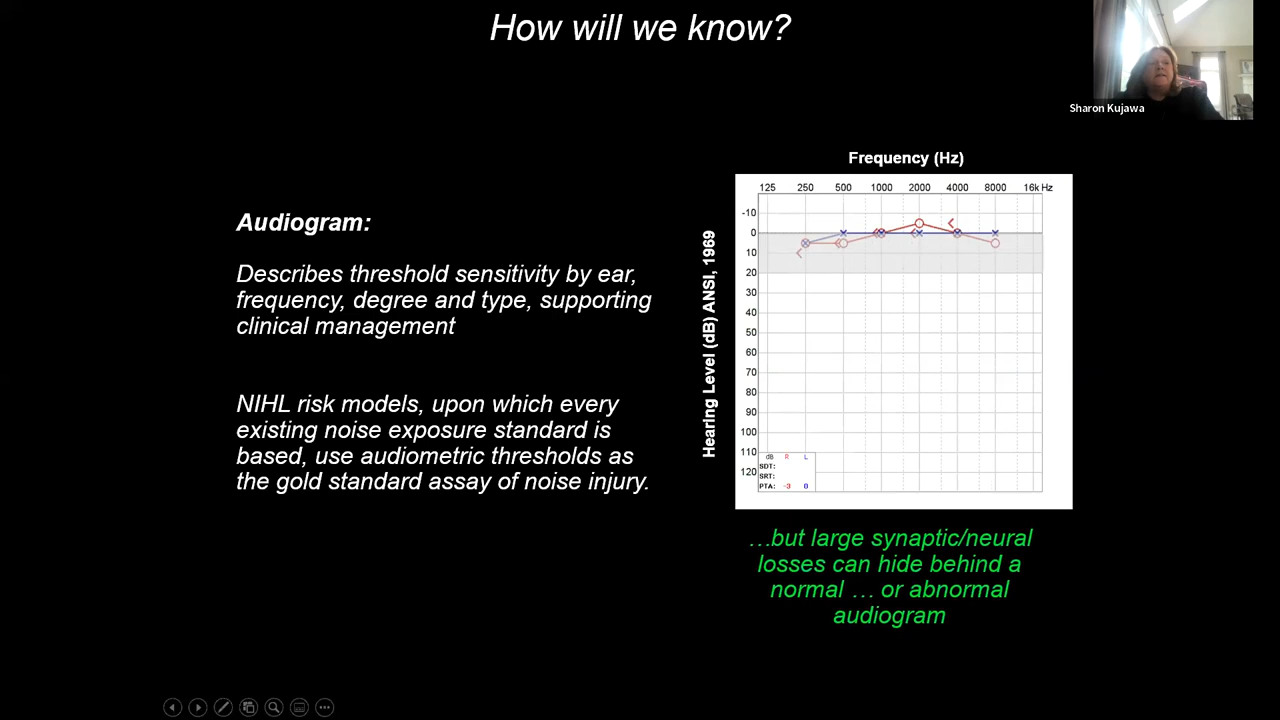 How will we know?
Sharon Kujawa
Frequency (Hz)
125 250 500 1000 2000 4000 8000 16k Hz
Audiogram:
Describes threshold sensitivity by ear,
frequency, degree and type, supporting
clinical management
NIHL risk models, upon which every
existing noise exposure standard is
based, use audiometric thresholds as
the gold standard assay of noise injury.
Hearing Level (dB) ANSI, 1969
-10
0
10
20
30
40
50
60
70
80
90
100
110
120
dB R L
SDT:
SRT:
PTA: -3 0
…but large synaptic/neural
losses can hide behind a
normal … or abnormal
audiogram